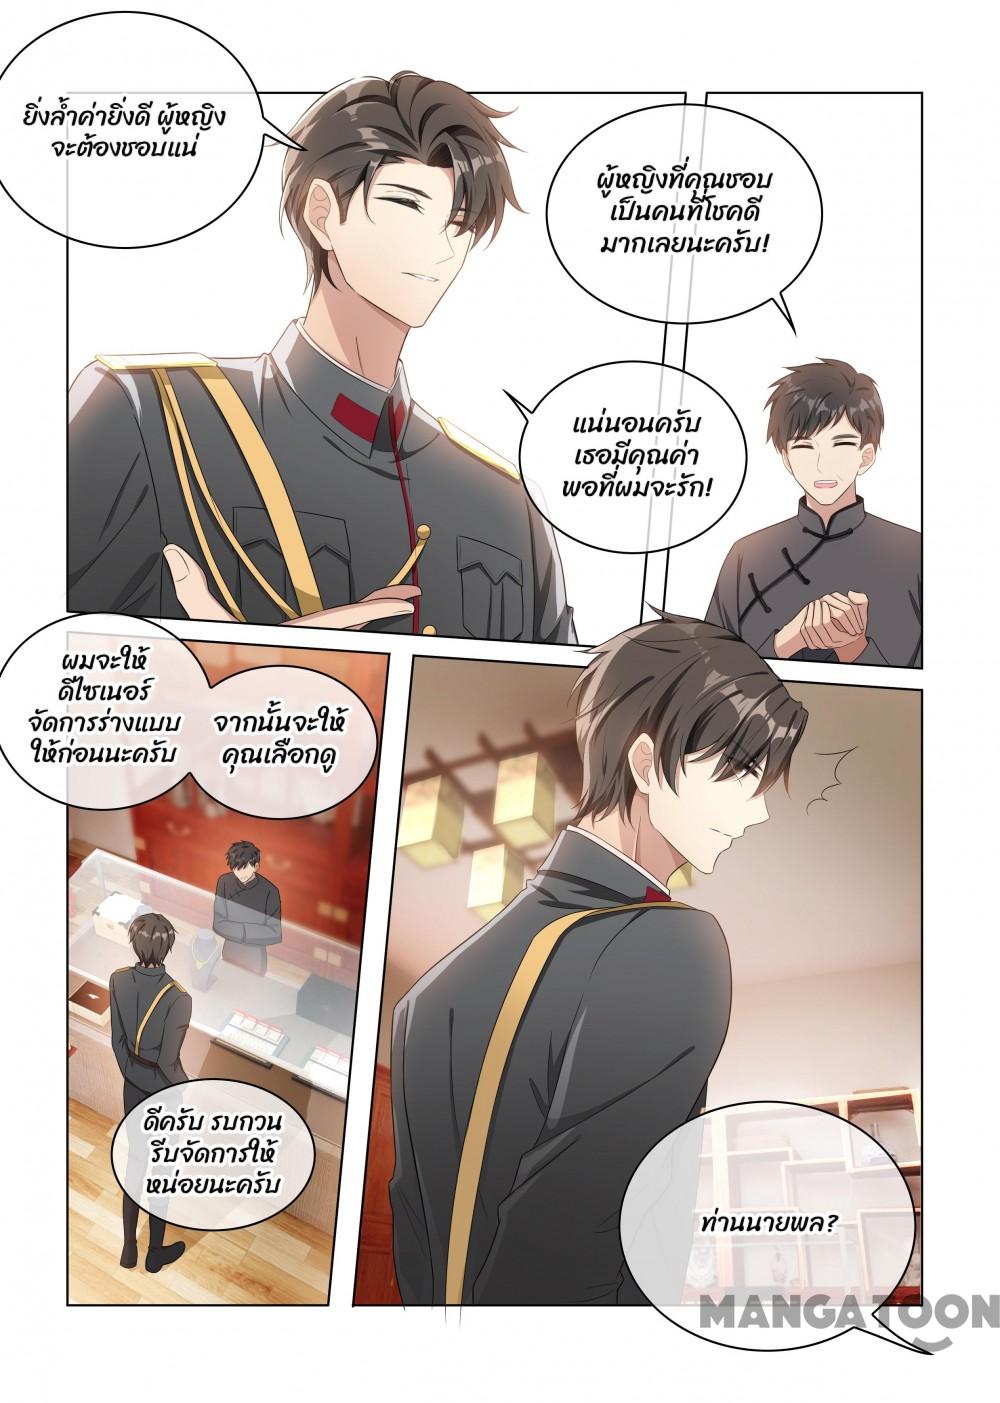 ยิ่งล้ำค่ายิ่งดี ผู้หญิง
จะต้องชอบแน่
ผู้หญิงที่คุณชอบ
เป็นคนที่โชคดี
มากเลยนะครับ!
แน่นอนครับ
เธอมีคุณค่า
พอที่ผมจะรัก!
ผมจะให้
ดีไซเนอร์
จัดการร่างแบบ
ให้ก่อนนะครับ
จากนั้นจะให้
คุณเลือกดู
ดีครับ รบกวน
รีบจัดการให้
หน่อยนะครับ
ท่านนายพล?
MANGATOON